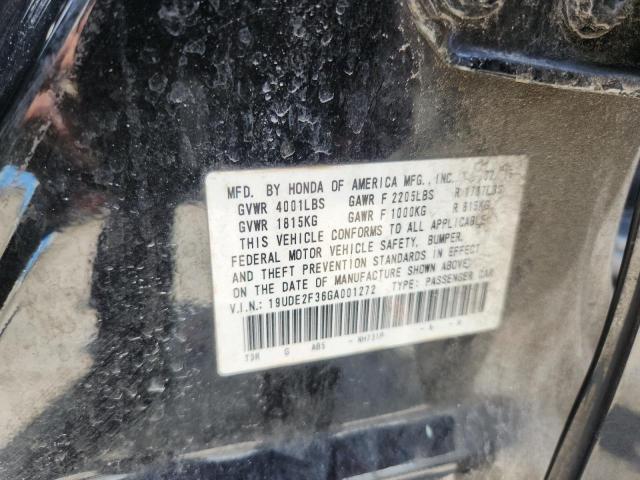 MFD. BY HONDA OF AMERICA MFG., INC.
GVWR 4001LBS GAWR F 2205LBS R 1797LBS
GVWR 1815KG GAWR F 1000KG R 815KG
THIS VEHICLE CONFORMS TO ALL APPLICABLE
FEDERAL MOTOR VEHICLE SAFETY, BUMPER,
AND THEFT PREVENTION STANDARDS IN EFFECT
ON THE DATE OF MANUFACTURE SHOWN ABOVE.
V.I.N.: 19UDE2F36GA001272 TYPE: PASSENGER CAR